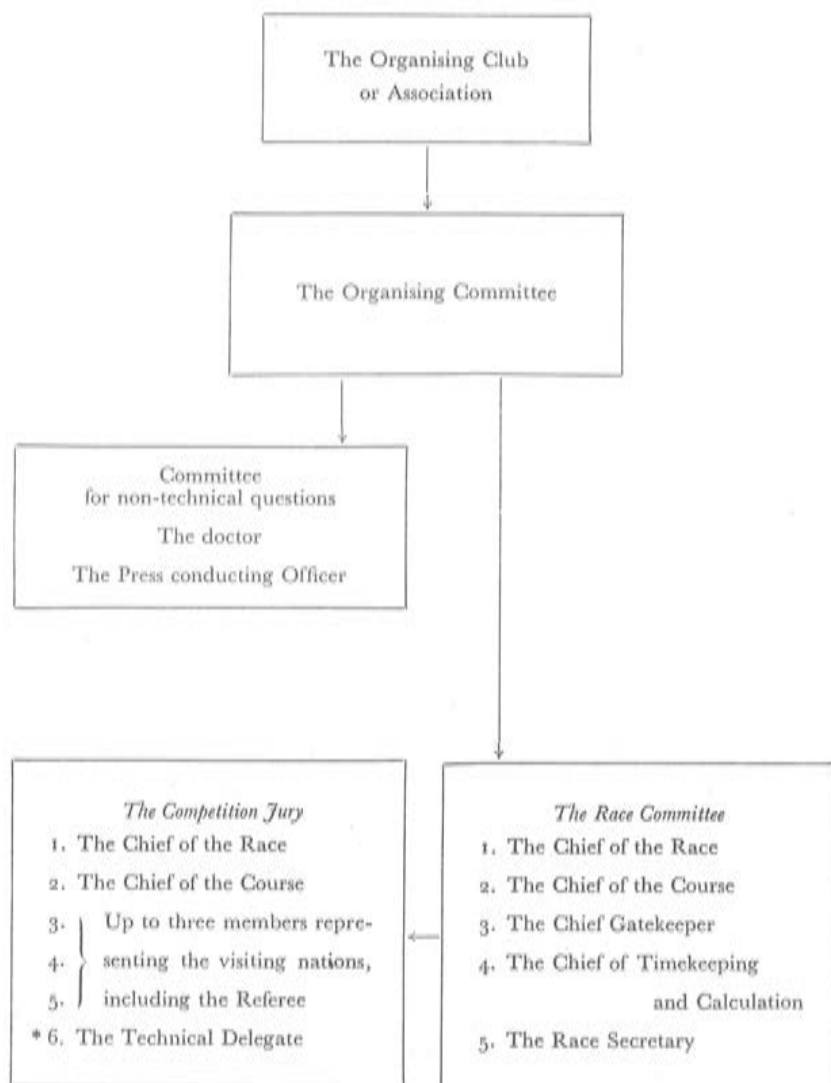 The Organising Club
or Association
The Organising Committee
Committee
for non-technical questions
The doctor
The Press conducting Officer
The Competition Jury
1. The Chief of the Race
2. The Chief of the Course
3. Up to three members repre-
4. senting the visiting nations,
5. including the Referee
* 6. The Technical Delegate
The Race Committee
1. The Chief of the Race
2. The Chief of the Course
3. The Chief Gatekeeper
4. The Chief of Timekeeping
and Calculation
5. The Race Secretary